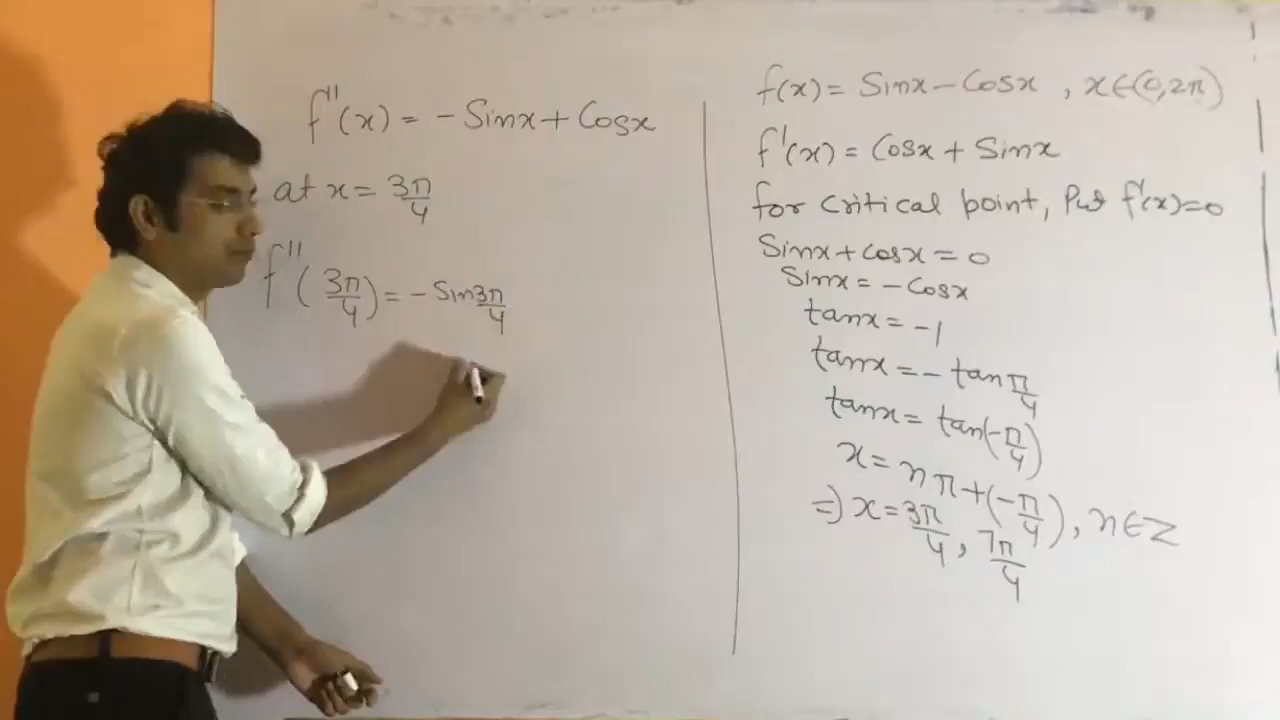 f''(x) = -Sinx + Cosx
at x = 3π/4
f''(3π/4) = -Sin3π/4
f(x) = Sinx - Cosx , x∈(0,2π)
f'(x) = Cosx + Sinx
for critical point, Put f'(x)=0
Sinx + cosx = 0
Sinx = -Cosx
tanx = -1
tanx = - tan π/4
tanx = tan(-π/4)
x = nπ+(-π/4), n∈Z
⇒ x = 3π/4, 7π/4